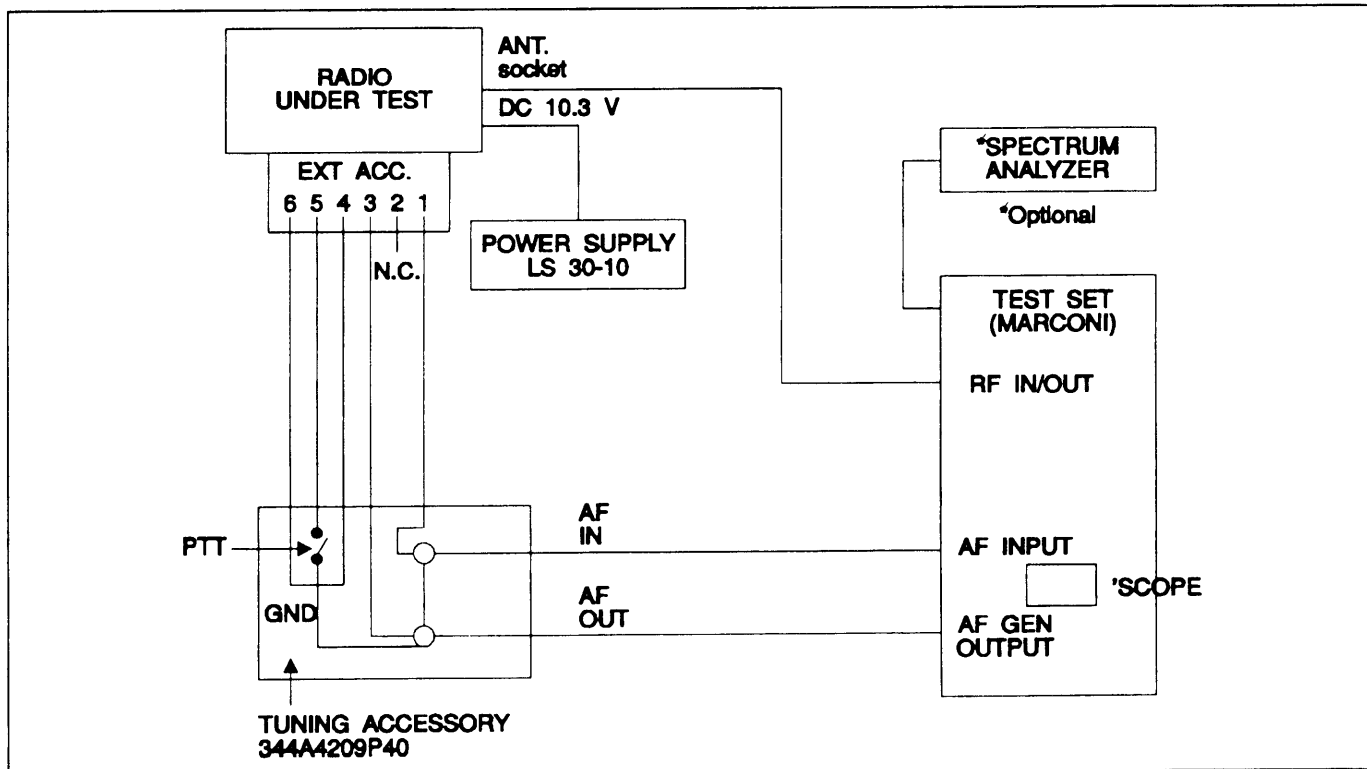 RADIO
UNDER TEST
ANT.
socket
DC 10.3 V
EXT ACC.
6 5 4 3 2 1
N.C.
POWER SUPPLY
LS 30-10
*SPECTRUM
ANALYZER
*Optional
TEST SET
(MARCONI)
RF IN/OUT
PTT
GND
AF
IN
AF
OUT
AF INPUT
'SCOPE
AF GEN
OUTPUT
TUNING ACCESSORY
344A4209P40